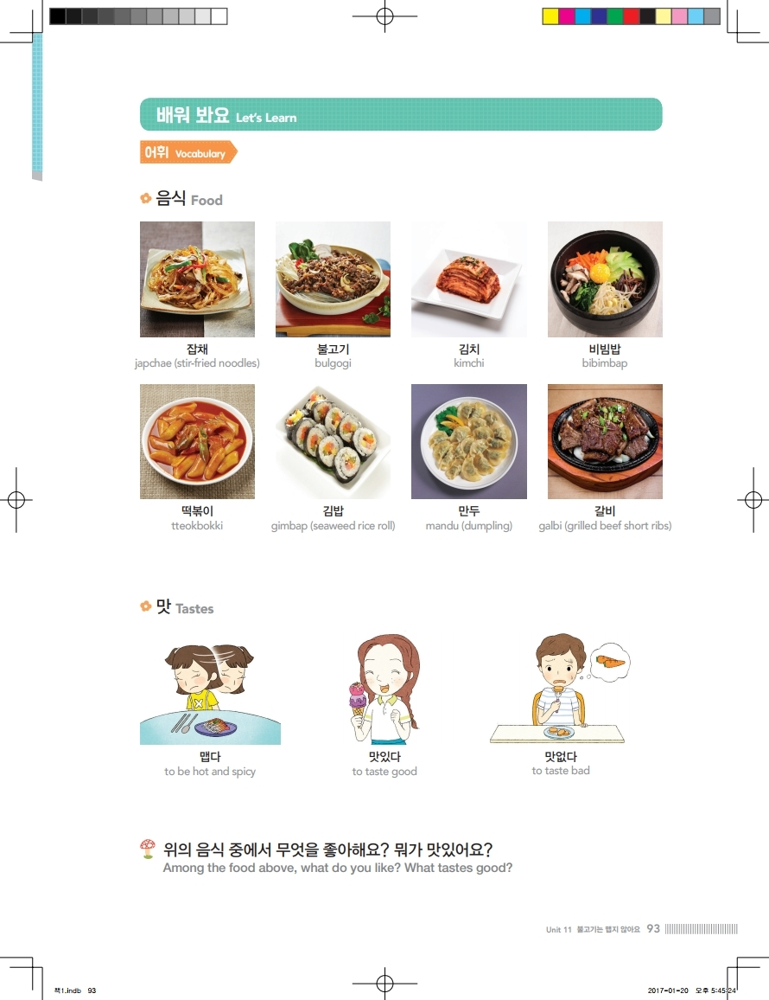 배워 봐요 Let's Learn
어휘 Vocabulary
음식 Food
잡채
japchae (stir-fried noodles)
불고기
bulgogi
김치
kimchi
비빔밥
bibimbap
떡볶이
tteokbokki
김밥
gimbap (seaweed rice roll)
만두
mandu (dumpling)
갈비
galbi (grilled beef short ribs)
맛 Tastes
맵다
to be hot and spicy
맛있다
to taste good
맛없다
to taste bad
위의 음식 중에서 무엇을 좋아해요? 뭐가 맛있어요?
Among the food above, what do you like? What tastes good?
Unit 11 불고기는 맵지 않아요 93
책1.indb 93
2017-01-20 오후 5:45:24